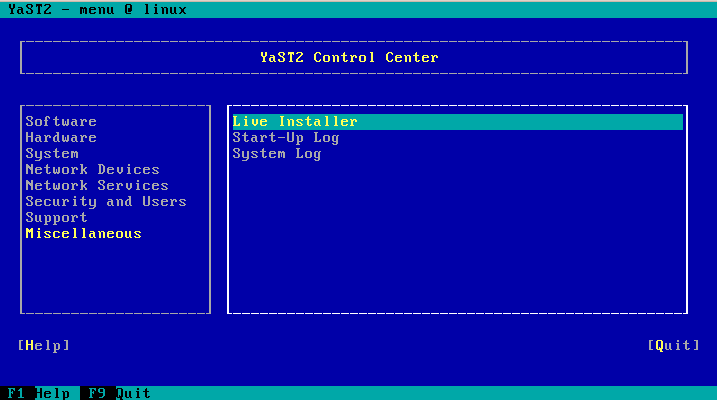 YaST2 - menu @ linux
YaST2 Control Center
Software
Hardware
System
Network Devices
Network Services
Security and Users
Support
Miscellaneous
Live Installer
Start-Up Log
System Log
[Help]
[Quit]
F1 Help F9 Quit